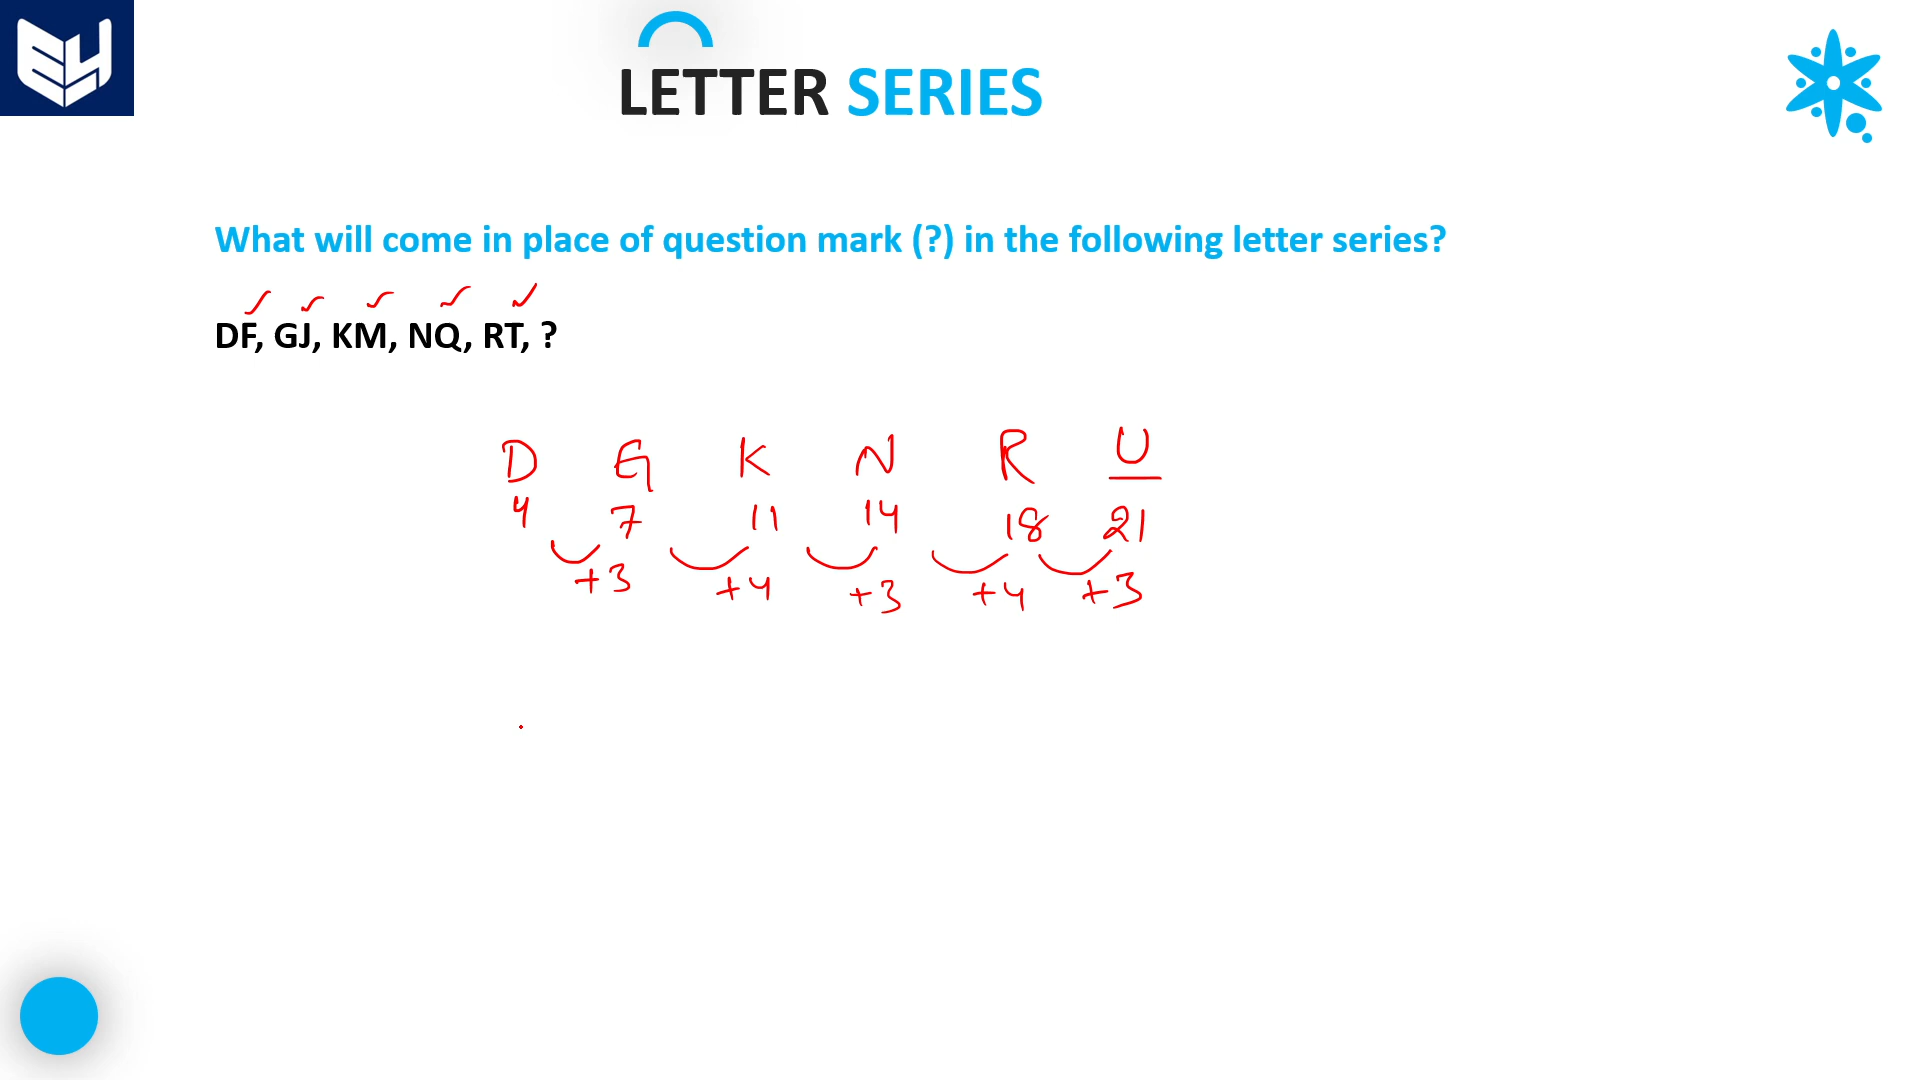 LETTER SERIES
What will come in place of question mark (?) in the following letter series?
DF, GJ, KM, NQ, RT, ?
D G K N R U
4 7 11 14 18 21
+3 +4 +3 +4 +3